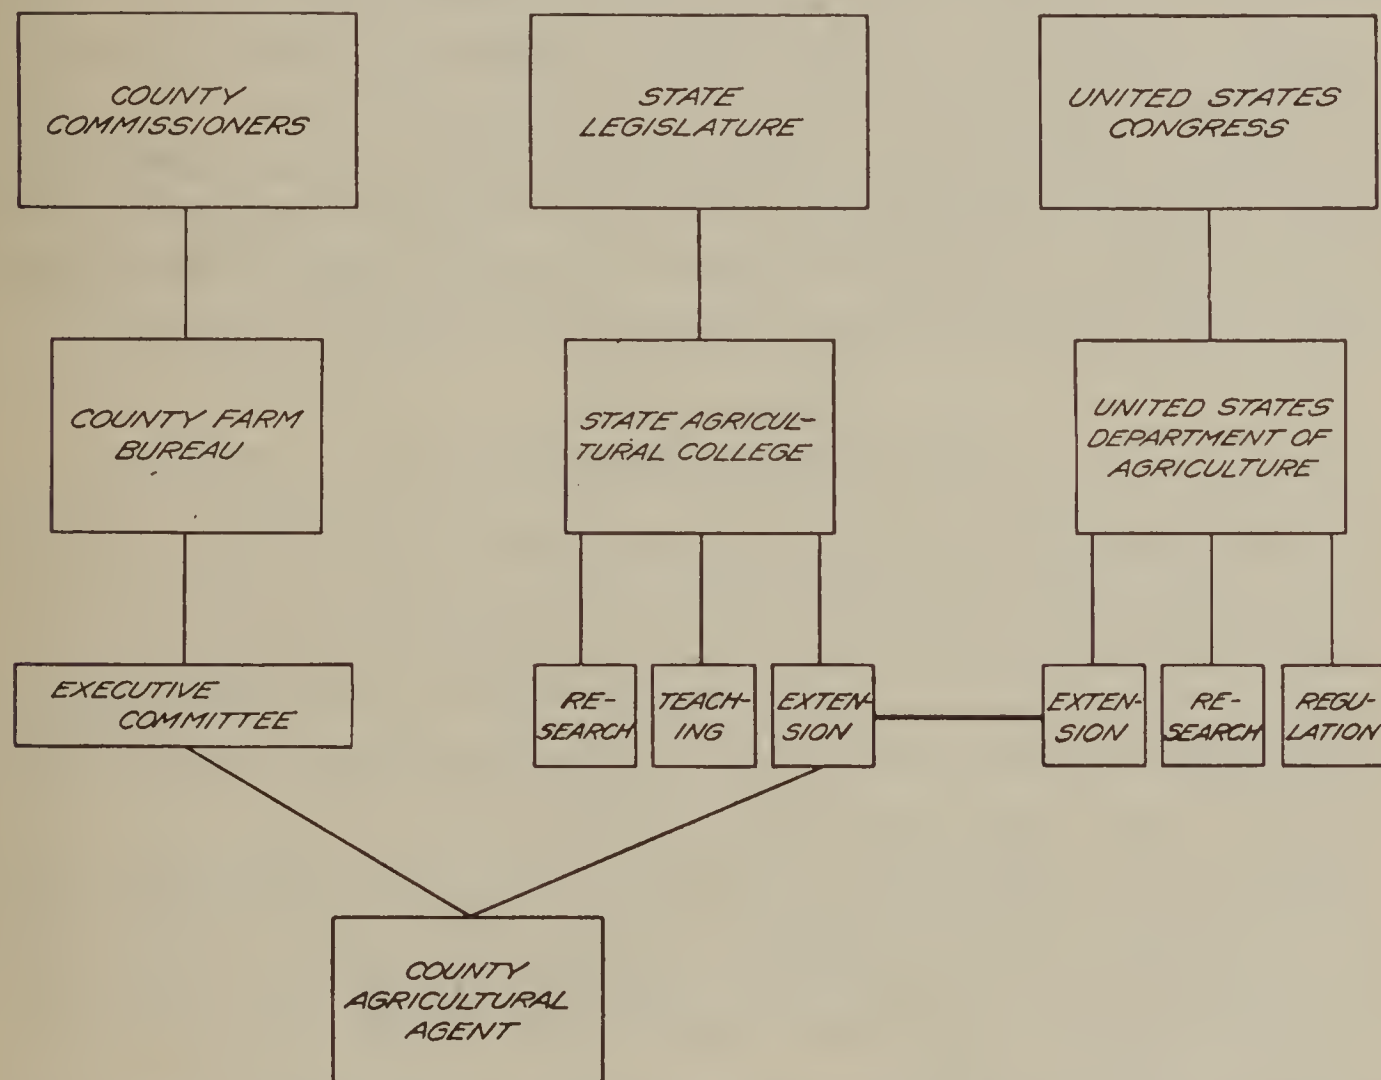 COUNTY
COMMISSIONERS
STATE
LEGISLATURE
UNITED STATES
CONGRESS
COUNTY FARM
BUREAU
STATE AGRICUL-
TURAL COLLEGE
UNITED STATES
DEPARTMENT OF
AGRICULTURE
EXECUTIVE
COMMITTEE
RE-
SEARCH
TEACH-
ING
EXTEN-
SION
EXTEN-
SION
RE-
SEARCH
REGU-
LATION
COUNTY
AGRICULTURAL
AGENT